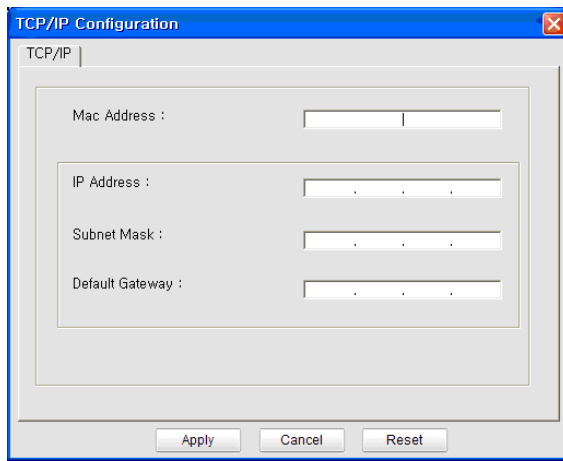 TCP/IP Configuration
TCP/IP
Mac Address :
IP Address :
. . .
Subnet Mask :
. . .
Default Gateway :
. . .
Apply Cancel Reset